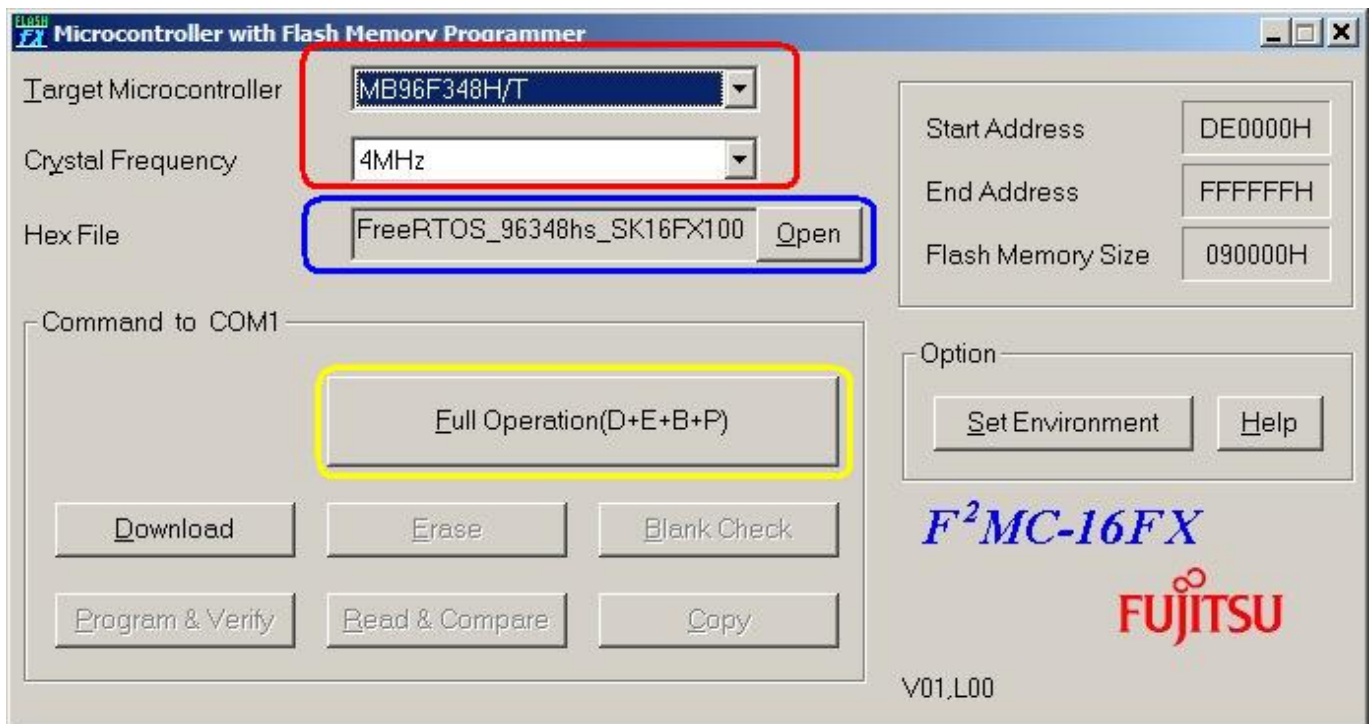 FLASH
FX Microcontroller with Flash Memory Programmer
Target Microcontroller MB96F348H/T
Crystal Frequency 4MHz
Hex File FreeRTOS_96348hs_SK16FX100 Open
Start Address DE0000H
End Address FFFFFFH
Flash Memory Size 090000H
Command to COM1
Full Operation(D+E+B+P)
Download Erase Blank Check
Program & Verify Read & Compare Copy
Option
Set Environment Help
F²MC-16FX
FUJITSU
V01,L00